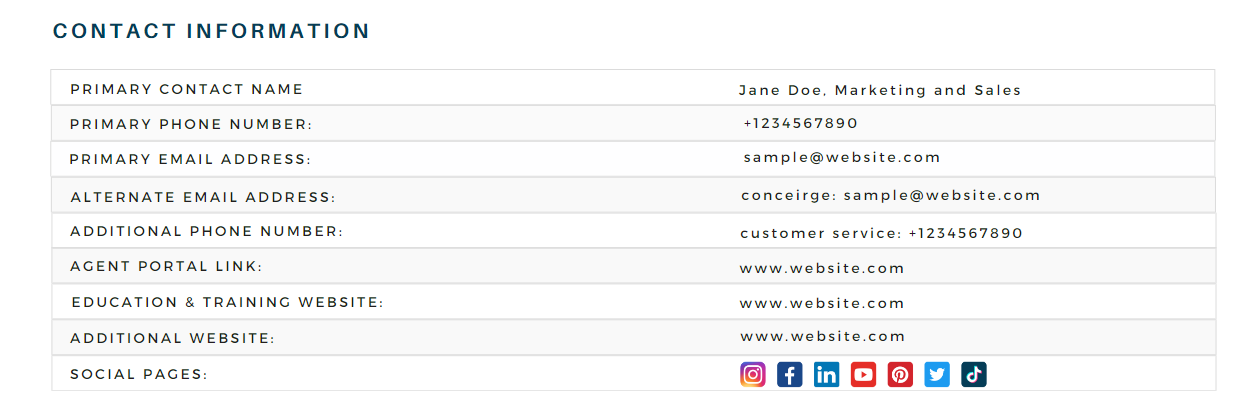 CONTACT INFORMATION
PRIMARY CONTACT NAME Jane Doe, Marketing and Sales
PRIMARY PHONE NUMBER: +1234567890
PRIMARY EMAIL ADDRESS: sample@website.com
ALTERNATE EMAIL ADDRESS: conceirge: sample@website.com
ADDITIONAL PHONE NUMBER: customer service: +1234567890
AGENT PORTAL LINK: www.website.com
EDUCATION & TRAINING WEBSITE: www.website.com
ADDITIONAL WEBSITE: www.website.com
SOCIAL PAGES: